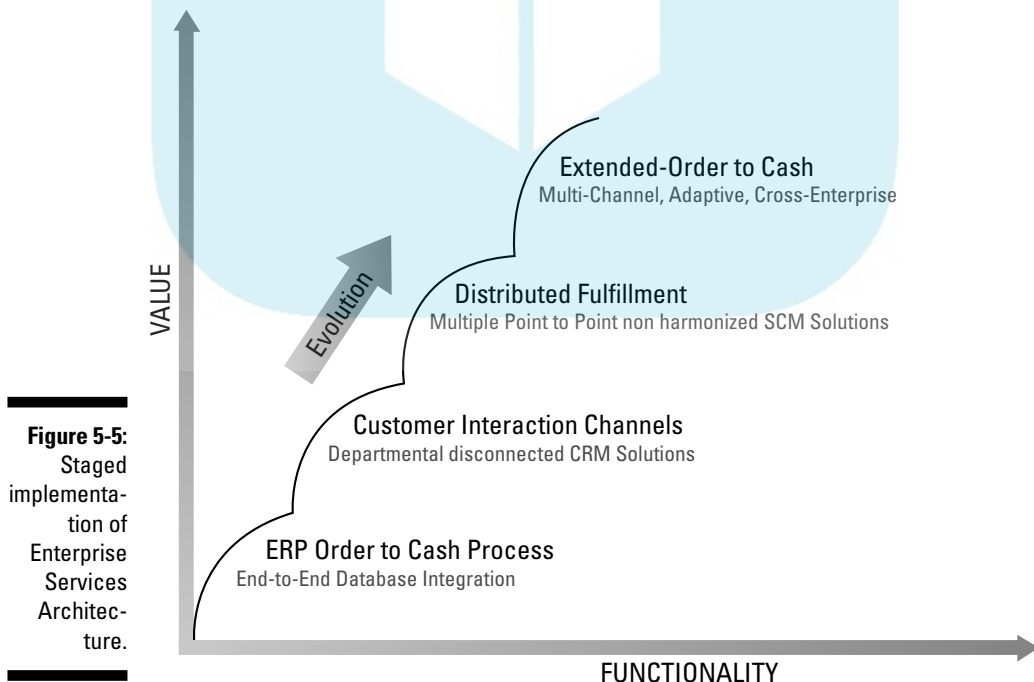 Extended-Order to Cash
Multi-Channel, Adaptive, Cross-Enterprise
VALUE
Evolution
Distributed Fulfillment
Multiple Point to Point non harmonized SCM Solutions
Customer Interaction Channels
Departmental disconnected CRM Solutions
ERP Order to Cash Process
End-to-End Database Integration
FUNCTIONALITY
Figure 5-5:
Staged
implementa-
tion of
Enterprise
Services
Architec-
ture.